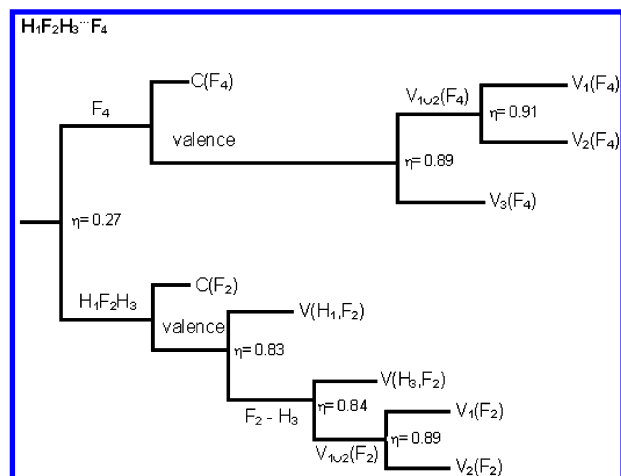 H₁F₂H₃···F₄
C(F₄)
F₄
valence
V₁∪₂(F₄)
V₁(F₄)
η= 0.91
V₂(F₄)
η= 0.89
V₃(F₄)
η= 0.27
C(F₂)
H₁F₂H₃
valence
V(H₁,F₂)
η= 0.83
V(H₃,F₂)
F₂ - H₃
η= 0.84
V₁(F₂)
V₁∪₂(F₂)
η= 0.89
V₂(F₂)